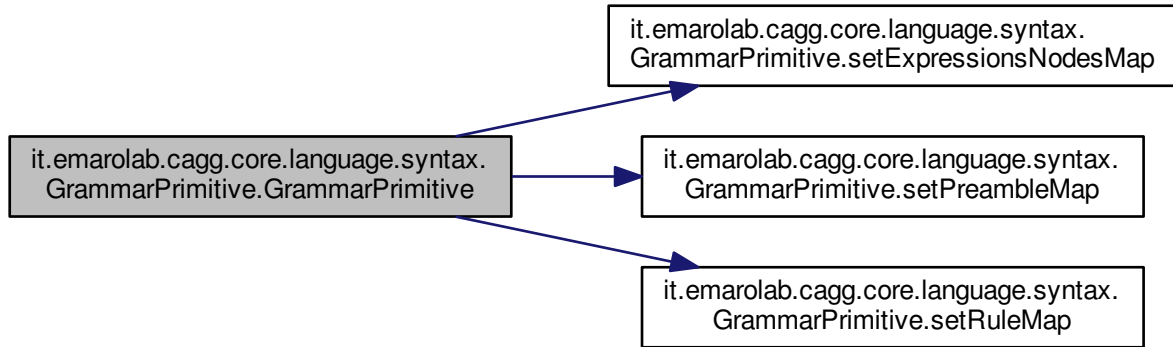 it.emarolab.cagg.core.language.syntax.
GrammarPrimitive.GrammarPrimitive
it.emarolab.cagg.core.language.syntax.
GrammarPrimitive.setExpressionsNodesMap
it.emarolab.cagg.core.language.syntax.
GrammarPrimitive.setPreambleMap
it.emarolab.cagg.core.language.syntax.
GrammarPrimitive.setRuleMap